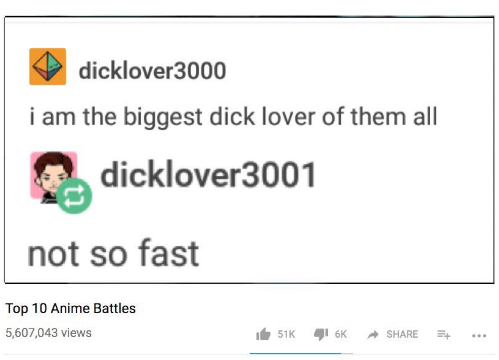 dicklover3000
i am the biggest dick lover of them all
dicklover3001
not so fast
Top 10 Anime Battles
5,607,043 views 51K 6K SHARE